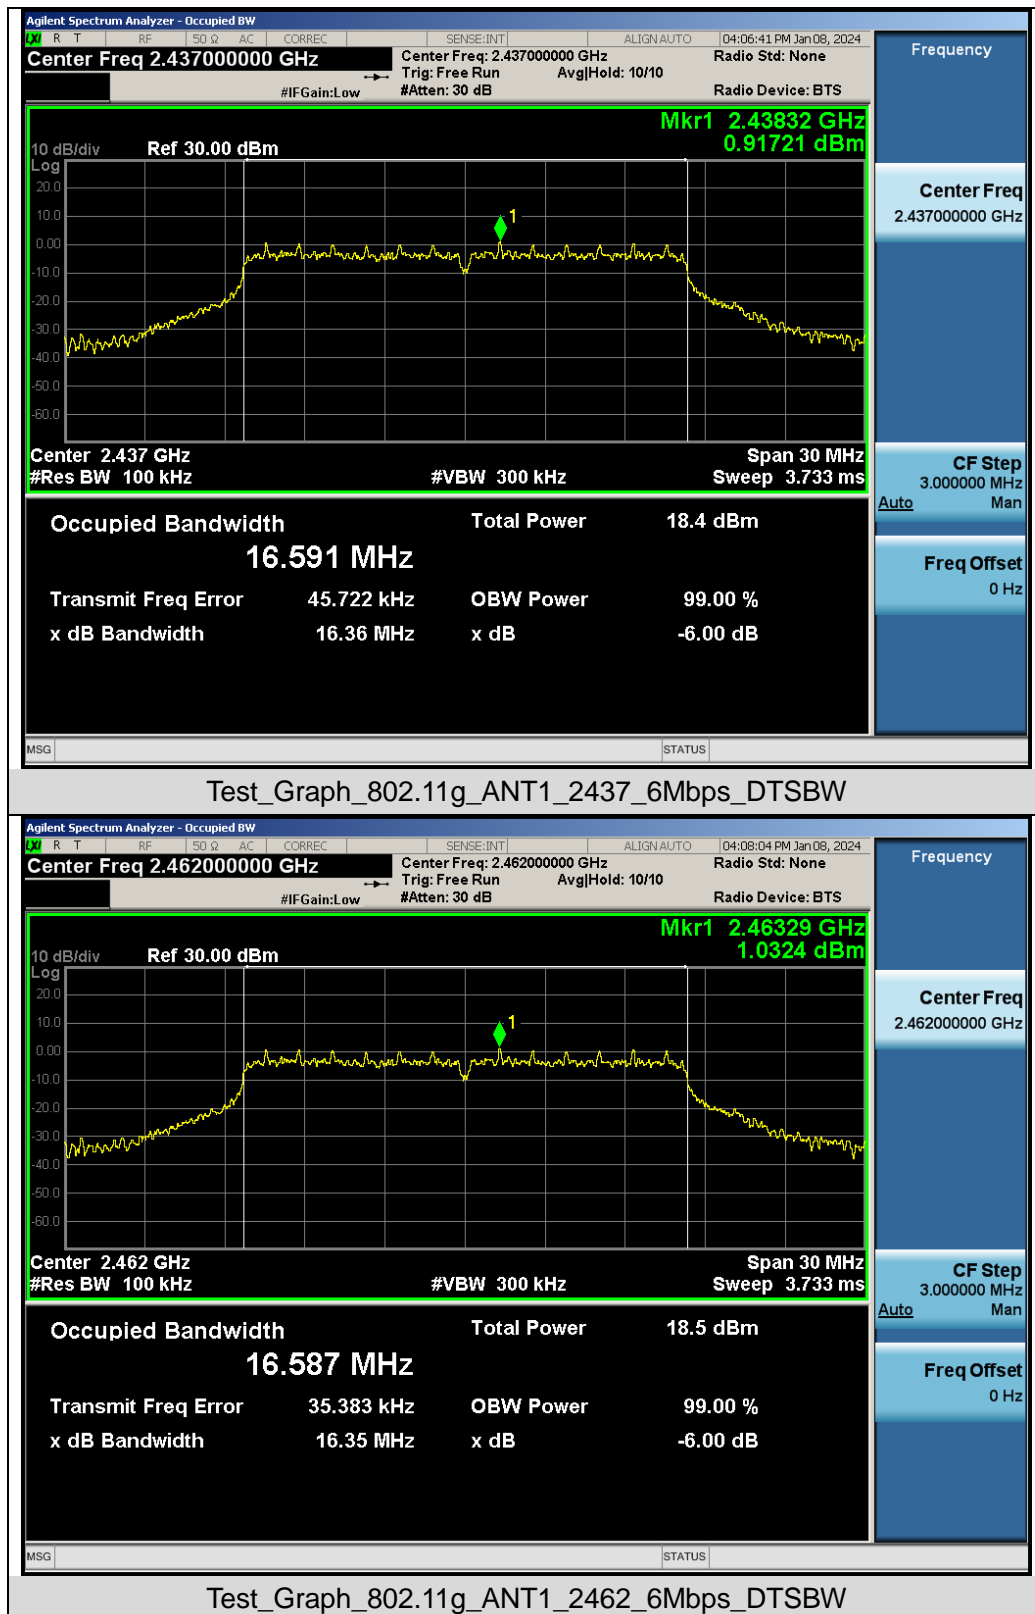 Agilent Spectrum Analyzer - Occupied BW
LXI R T RF 50 Ω AC CORREC SENSE:INT ALIGN AUTO 04:06:41 PM Jan 08, 2024
Center Freq 2.437000000 GHz Center Freq: 2.437000000 GHz Radio Std: None Frequency
Trig: Free Run Avg|Hold: 10/10
#IFGain:Low #Atten: 30 dB Radio Device: BTS
Mkr1 2.43832 GHz
10 dB/div Ref 30.00 dBm 0.91721 dBm
Log
20.0
10.0
0.00
-10.0
-20.0
-30.0
-40.0
-50.0
-60.0
1
Center Freq
2.437000000 GHz
Center 2.437 GHz Span 30 MHz
#Res BW 100 kHz #VBW 300 kHz Sweep 3.733 ms
CF Step
3.000000 MHz
Auto Man
Occupied Bandwidth Total Power 18.4 dBm
16.591 MHz
Freq Offset
0 Hz
Transmit Freq Error 45.722 kHz OBW Power 99.00 %
x dB Bandwidth 16.36 MHz x dB -6.00 dB
MSG STATUS
Test_Graph_802.11g_ANT1_2437_6Mbps_DTSBW
Agilent Spectrum Analyzer - Occupied BW
LXI R T RF 50 Ω AC CORREC SENSE:INT ALIGN AUTO 04:08:04 PM Jan 08, 2024
Center Freq 2.462000000 GHz Center Freq: 2.462000000 GHz Radio Std: None Frequency
Trig: Free Run Avg|Hold: 10/10
#IFGain:Low #Atten: 30 dB Radio Device: BTS
Mkr1 2.46329 GHz
10 dB/div Ref 30.00 dBm 1.0324 dBm
Log
20.0
10.0
0.00
-10.0
-20.0
-30.0
-40.0
-50.0
-60.0
1
Center Freq
2.462000000 GHz
Center 2.462 GHz Span 30 MHz
#Res BW 100 kHz #VBW 300 kHz Sweep 3.733 ms
CF Step
3.000000 MHz
Auto Man
Occupied Bandwidth Total Power 18.5 dBm
16.587 MHz
Freq Offset
0 Hz
Transmit Freq Error 35.383 kHz OBW Power 99.00 %
x dB Bandwidth 16.35 MHz x dB -6.00 dB
MSG STATUS
Test_Graph_802.11g_ANT1_2462_6Mbps_DTSBW